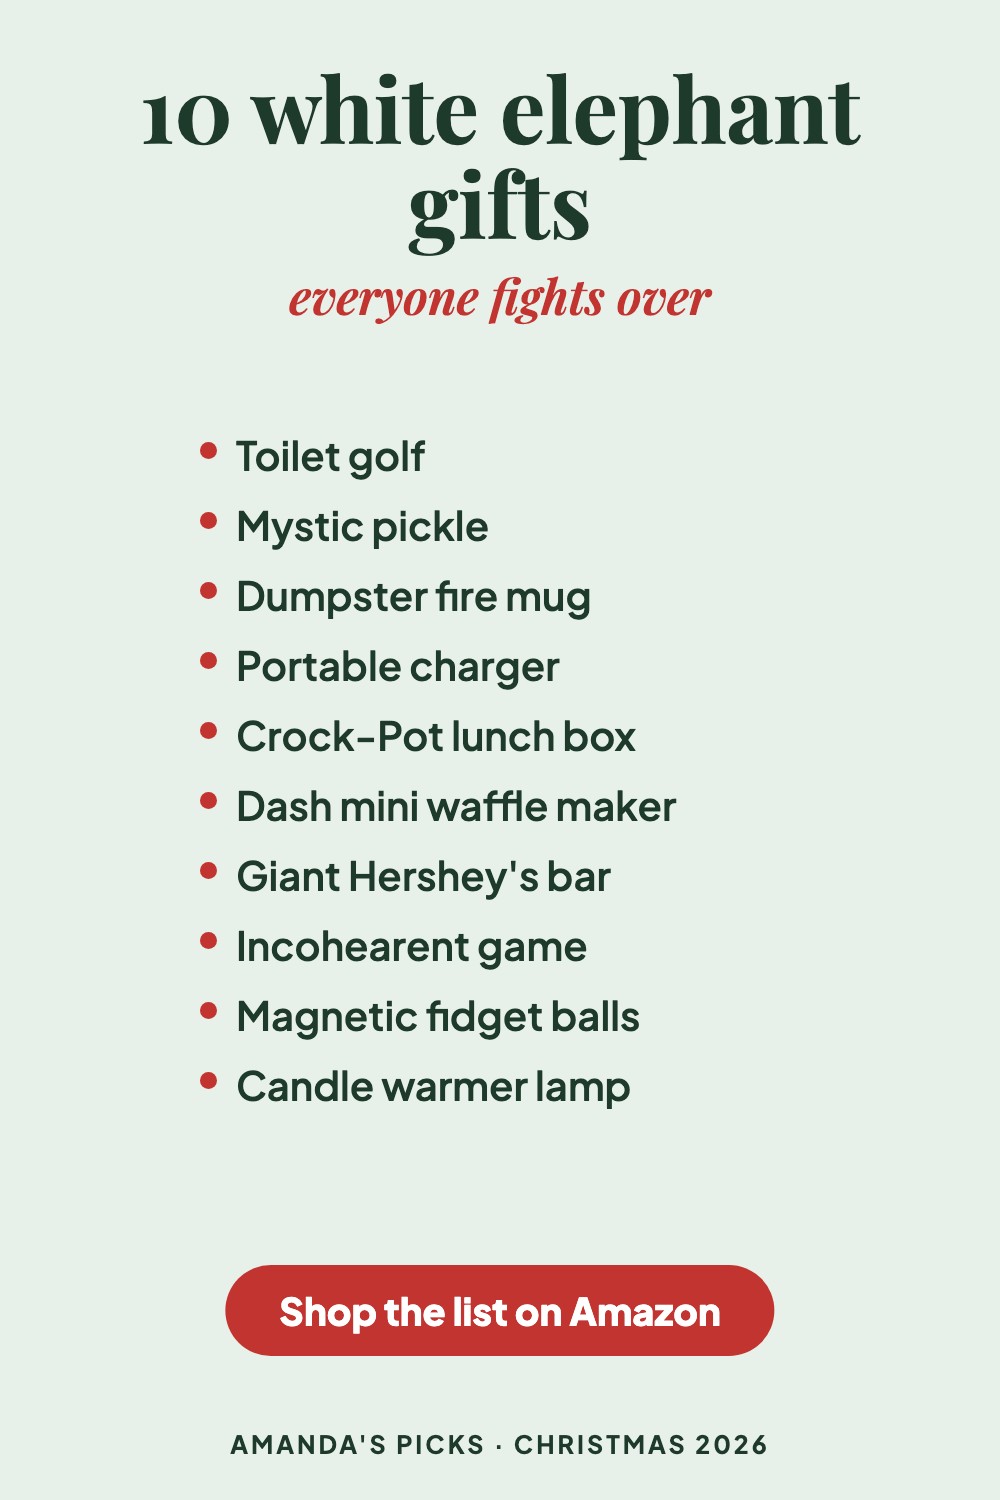 10 white elephant
gifts
everyone fights over
Toilet golf
Mystic pickle
Dumpster fire mug
Portable charger
Crock-Pot lunch box
Dash mini waffle maker
Giant Hershey's bar
Incohearent game
Magnetic fidget balls
Candle warmer lamp
Shop the list on Amazon
AMANDA'S PICKS · CHRISTMAS 2026